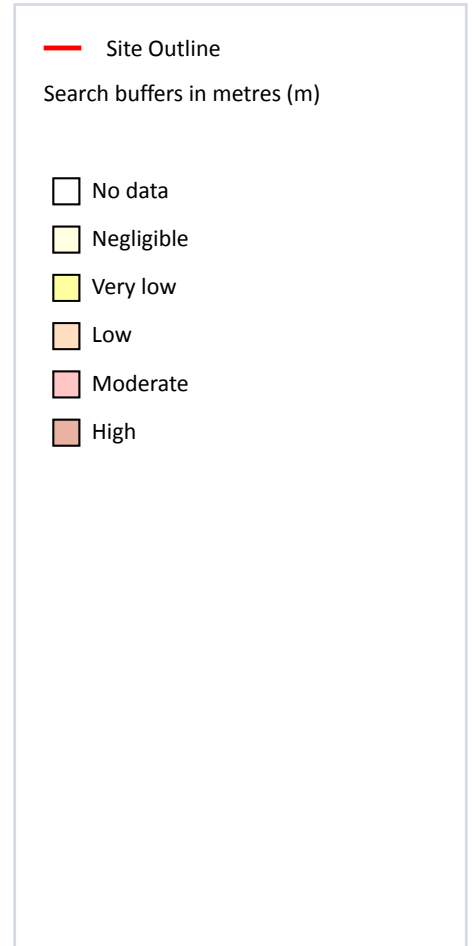 Site Outline
Search buffers in metres (m)
No data
Negligible
Very low
Low
Moderate
High